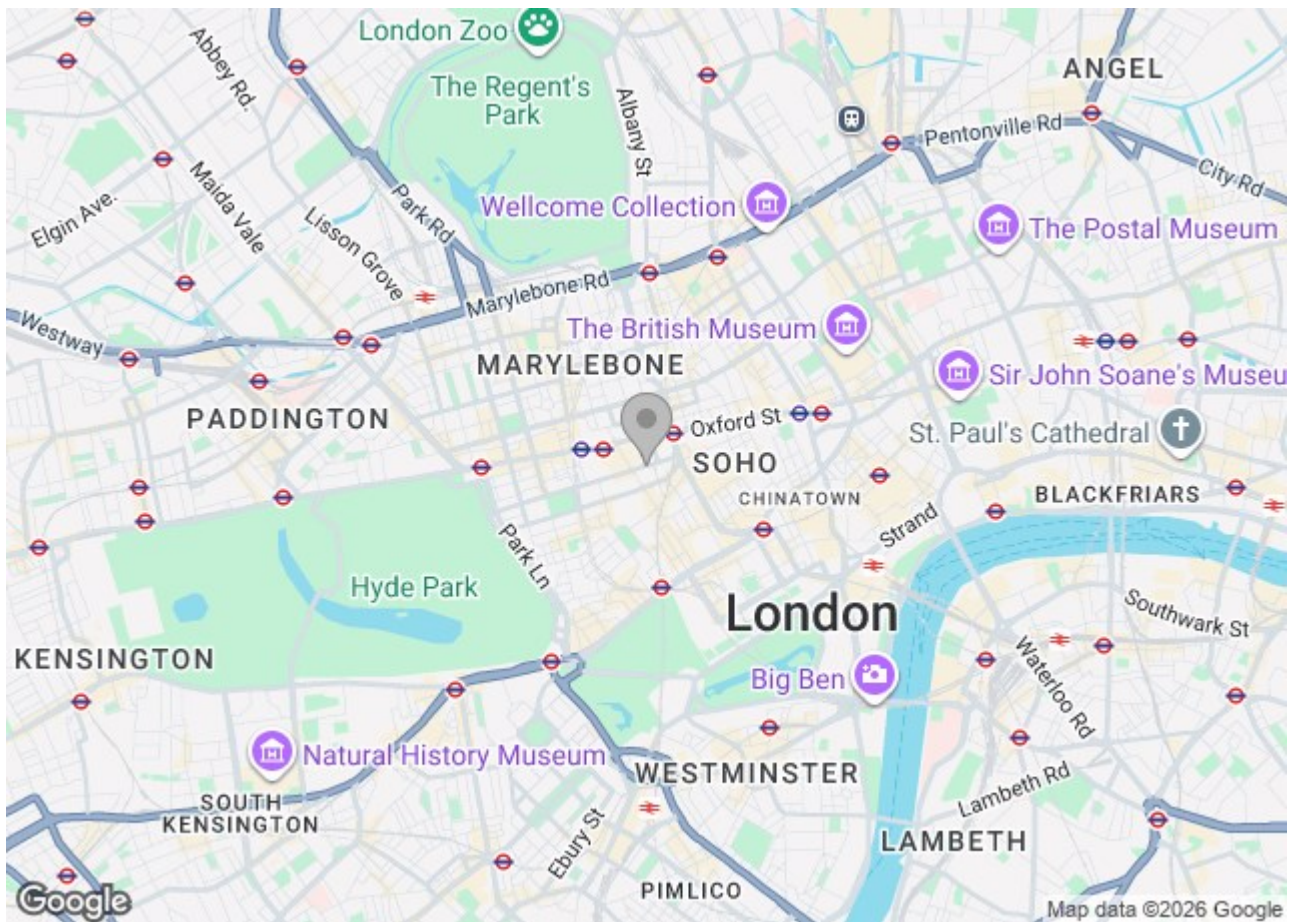 London Zoo
The Regent's
Park
Abbey Rd.
Albany St
ANGEL
Pentonville Rd
City Rd
Maida Vale
Park Rd
Elgin Ave.
Lisson Grove
Wellcome Collection
The Postal Museum
Marylebone Rd
Westway
The British Museum
MARYLEBONE
Sir John Soane's Museu
PADDINGTON
Oxford St
St. Paul's Cathedral
SOHO
CHINATOWN
BLACKFRIARS
Strand
Park Ln
Hyde Park
London
Southwark St
KENSINGTON
Waterloo Rd
Big Ben
Natural History Museum
WESTMINSTER
SOUTH
KENSINGTON
Lambeth Rd
Ebury St
LAMBETH
PIMLICO
Google
Map data ©2026 Google